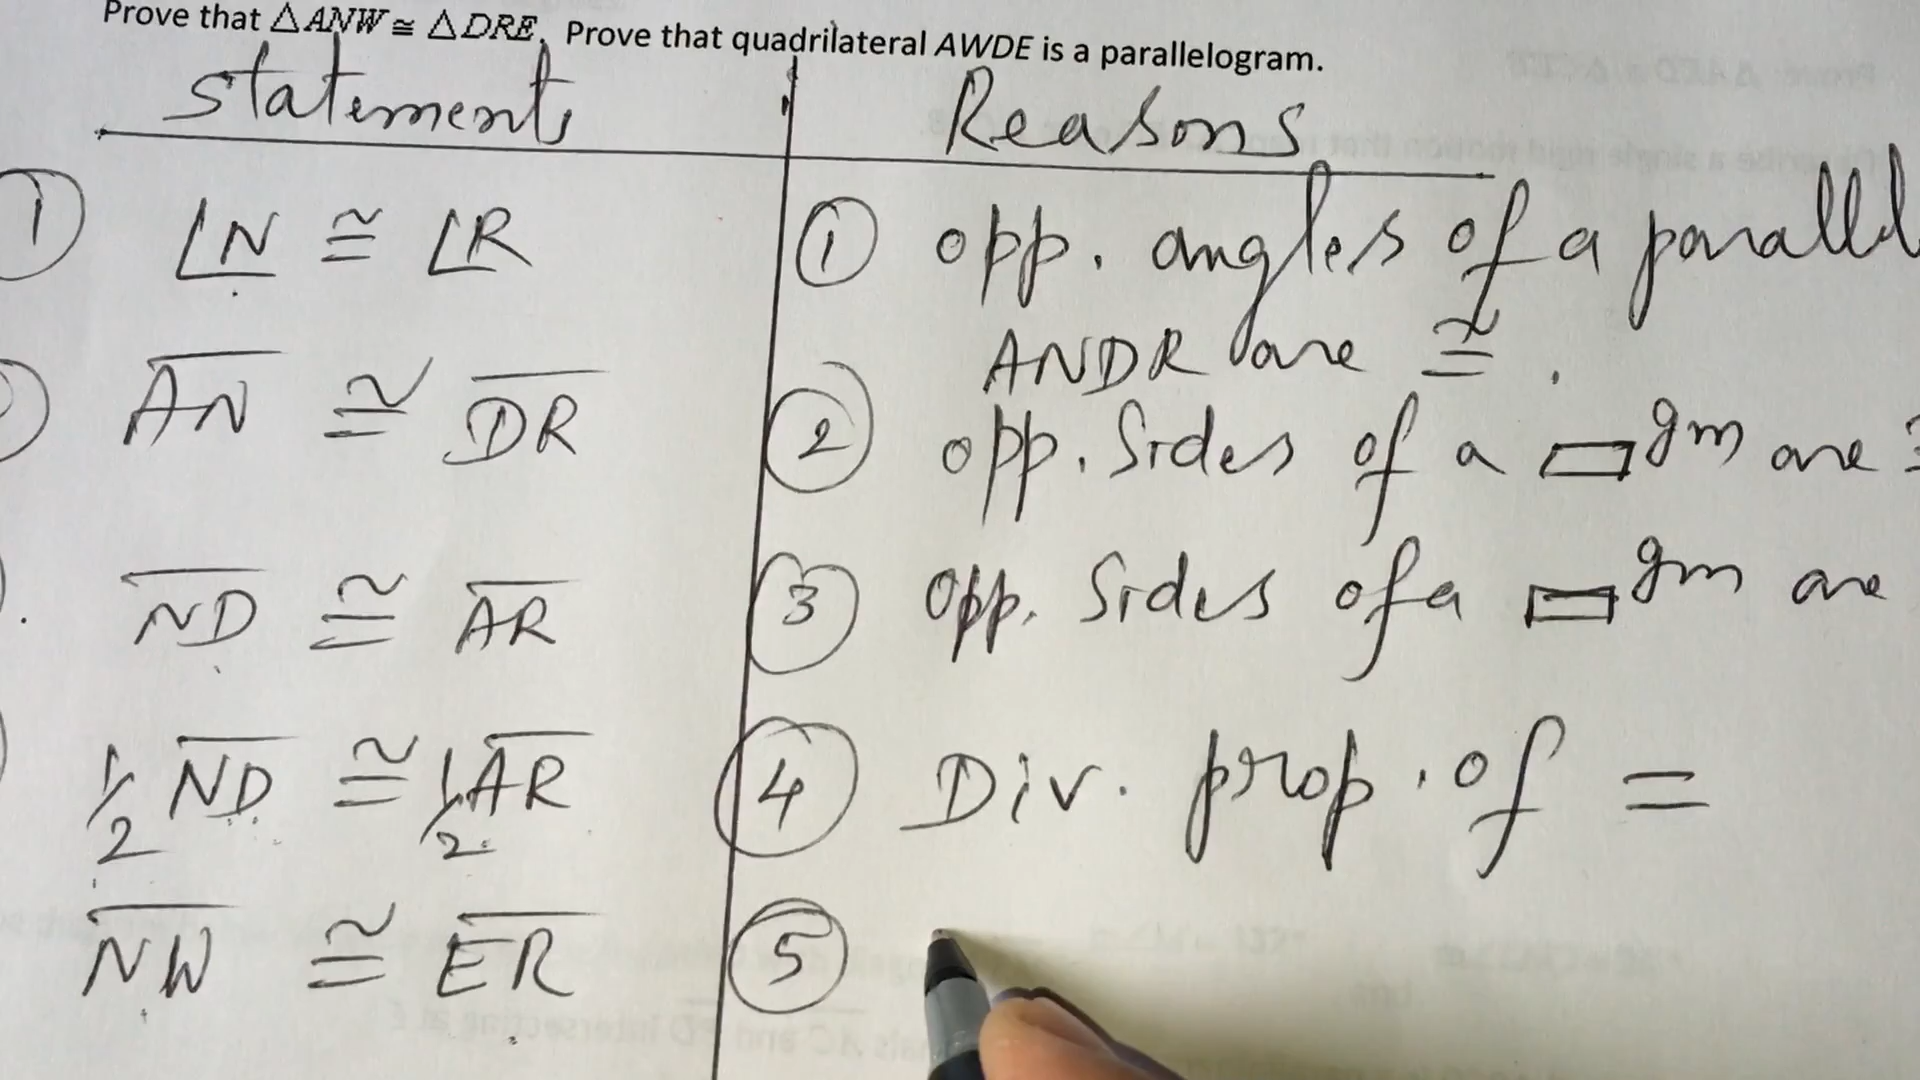 Prove that △ANW ≅ △DRE. Prove that quadrilateral AWDE is a parallelogram.
Statements Reasons
① ∠N ≅ ∠R ① opp. angles of a parallel
ANDR are ≅.
AN ≅ DR ② opp. Sides of a ▭gm are
ND ≅ AR ③ opp. Sides of a ▭gm are
1/2 ND ≅ 1/2 AR ④ Div. prop. of =
NW ≅ ER ⑤